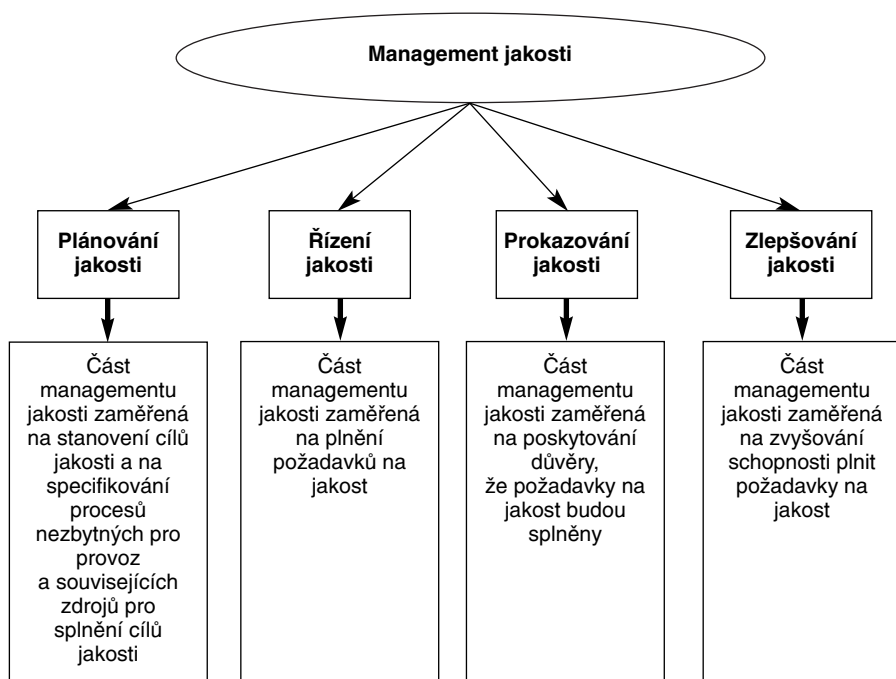 Management jakosti
Plánování
jakosti
Řízení
jakosti
Prokazování
jakosti
Zlepšování
jakosti
Část
managementu
jakosti zaměřená
na stanovení cílů
jakosti a na
specifikování
procesů
nezbytných pro
provoz
a souvisejících
zdrojů pro
splnění cílů
jakosti
Část
managementu
jakosti zaměřená
na plnění
požadavků na
jakost
Část
managementu
jakosti zaměřená
na poskytování
důvěry,
že požadavky na
jakost budou
splněny
Část
managementu
jakosti zaměřená
na zvyšování
schopnosti plnit
požadavky na
jakost